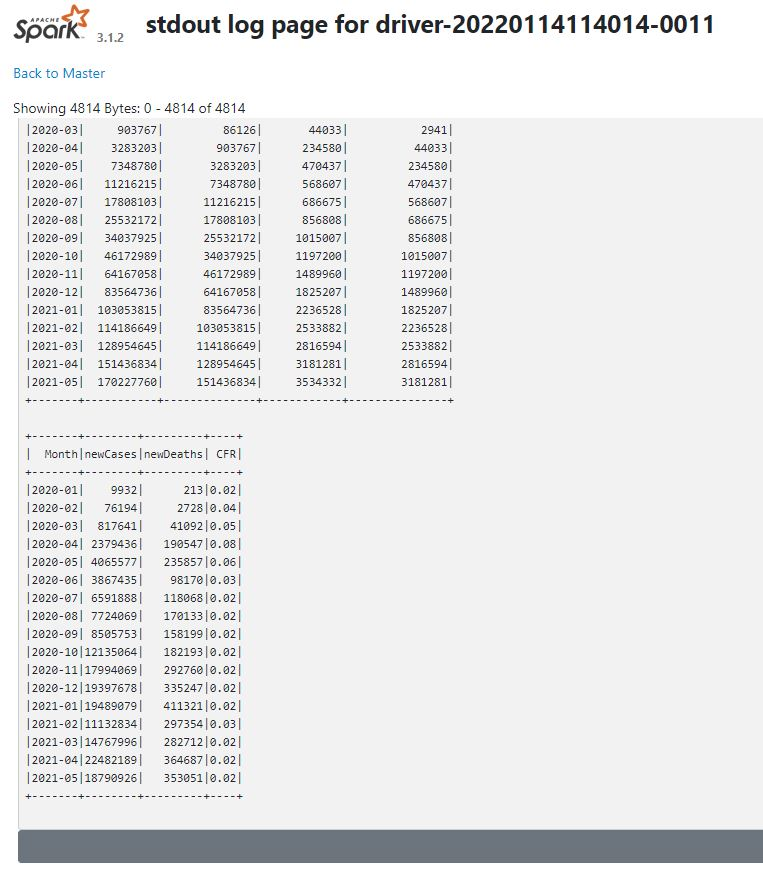 APACHE
Spark 3.1.2 stdout log page for driver-20220114114014-0011
Back to Master
Showing 4814 Bytes: 0 - 4814 of 4814
|2020-03|     903767|         86126|       44033|           2941|
|2020-04|    3283203|        903767|      234580|          44033|
|2020-05|    7348780|       3283203|      470437|         234580|
|2020-06|   11216215|       7348780|      568607|         470437|
|2020-07|   17808103|      11216215|      686675|         568607|
|2020-08|   25532172|      17808103|      856808|         686675|
|2020-09|   34037925|      25532172|     1015007|         856808|
|2020-10|   46172989|      34037925|     1197200|        1015007|
|2020-11|   64167058|      46172989|     1489960|        1197200|
|2020-12|   83564736|      64167058|     1825207|        1489960|
|2021-01|  103053815|      83564736|     2236528|        1825207|
|2021-02|  114186649|     103053815|     2533882|        2236528|
|2021-03|  128954645|     114186649|     2816594|        2533882|
|2021-04|  151436834|     128954645|     3181281|        2816594|
|2021-05|  170227760|     151436834|     3534332|        3181281|
+-------+-----------+--------------+------------+---------------+
+-------+--------+---------+----+
|  Month|newCases|newDeaths| CFR|
+-------+--------+---------+----+
|2020-01|    9932|      213|0.02|
|2020-02|   76194|     2728|0.04|
|2020-03|  817641|    41092|0.05|
|2020-04| 2379436|   190547|0.08|
|2020-05| 4065577|   235857|0.06|
|2020-06| 3867435|    98170|0.03|
|2020-07| 6591888|   118068|0.02|
|2020-08| 7724069|   170133|0.02|
|2020-09| 8505753|   158199|0.02|
|2020-10|12135064|   182193|0.02|
|2020-11|17994069|   292760|0.02|
|2020-12|19397678|   335247|0.02|
|2021-01|19489079|   411321|0.02|
|2021-02|11132834|   297354|0.03|
|2021-03|14767996|   282712|0.02|
|2021-04|22482189|   364687|0.02|
|2021-05|18790926|   353051|0.02|
+-------+--------+---------+----+